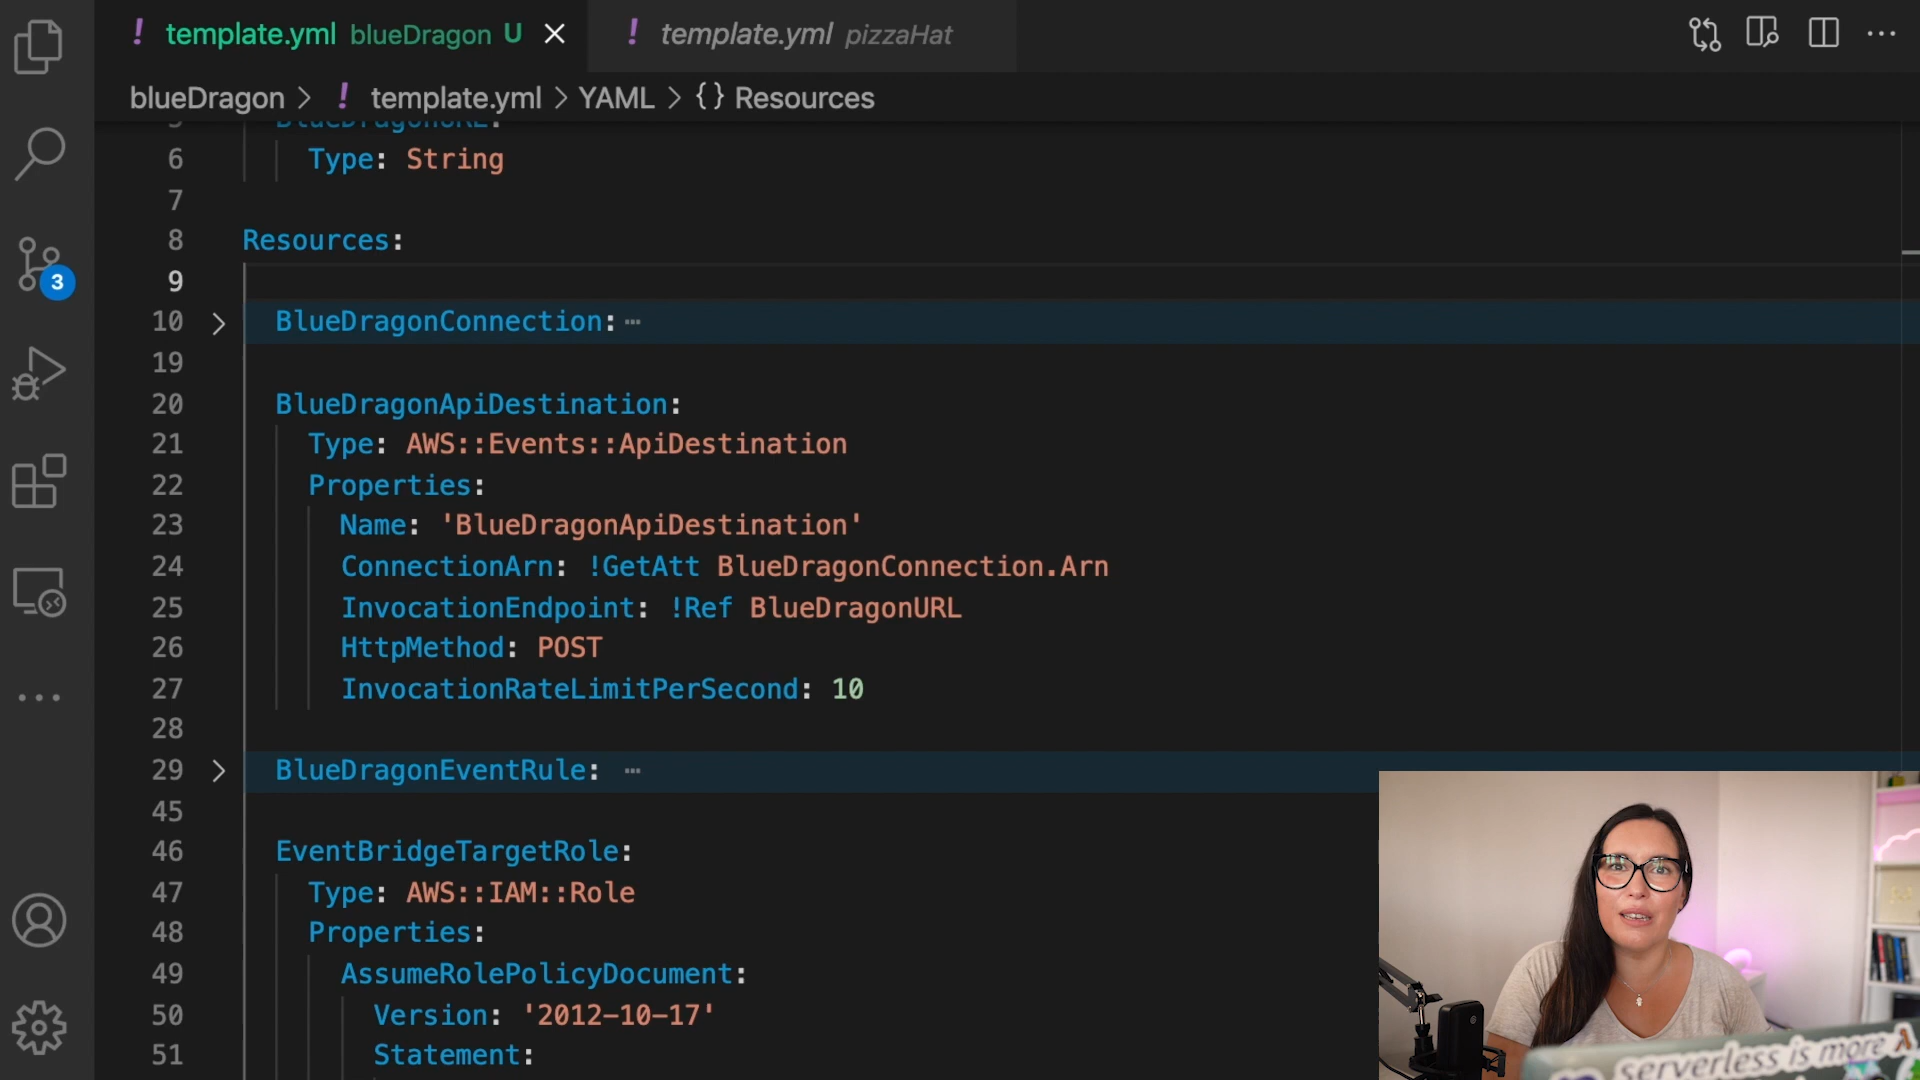 ! template.yml blueDragon U
! template.yml pizzaHat
blueDragon > ! template.yml > YAML > {} Resources
5 BlueDragonURL:
6 Type: String
7
8 Resources:
9
10 BlueDragonConnection: ⋯
19
20 BlueDragonApiDestination:
21 Type: AWS::Events::ApiDestination
22 Properties:
23 Name: 'BlueDragonApiDestination'
24 ConnectionArn: !GetAtt BlueDragonConnection.Arn
25 InvocationEndpoint: !Ref BlueDragonURL
26 HttpMethod: POST
27 InvocationRateLimitPerSecond: 10
28
29 BlueDragonEventRule: ⋯
45
46 EventBridgeTargetRole:
47 Type: AWS::IAM::Role
48 Properties:
49 AssumeRolePolicyDocument:
50 Version: '2012-10-17'
51 Statement:
3
serverless is more λ